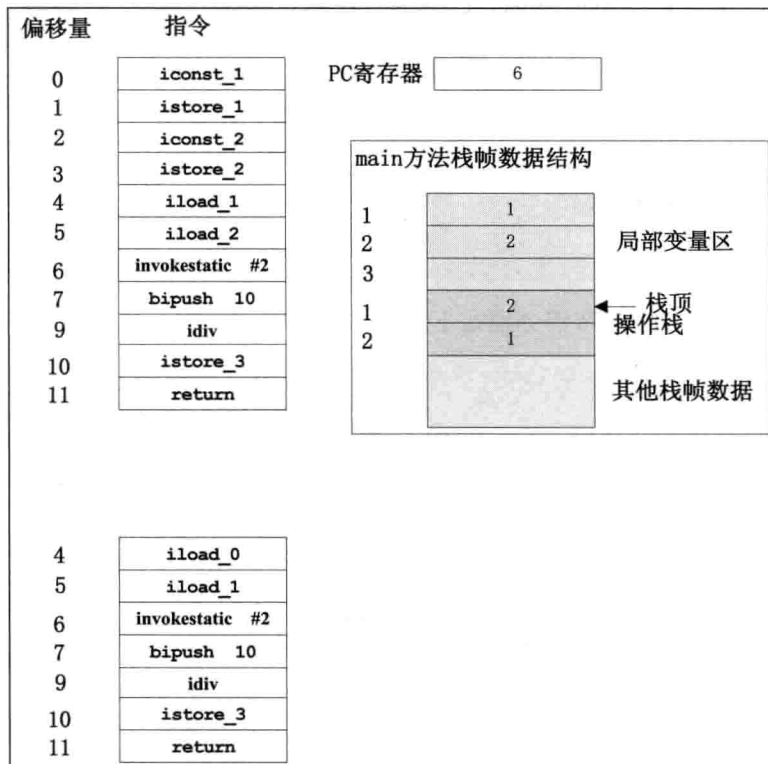 偏移量 指令
0 iconst_1
1 istore_1
2 iconst_2
3 istore_2
4 iload_1
5 iload_2
6 invokestatic #2
7 bipush 10
9 idiv
10 istore_3
11 return
PC寄存器 6
main方法栈帧数据结构
1 1
2 2 局部变量区
3
1 2 栈顶
操作栈
2 1
其他栈帧数据
4 iload_0
5 iload_1
6 invokestatic #2
7 bipush 10
9 idiv
10 istore_3
11 return